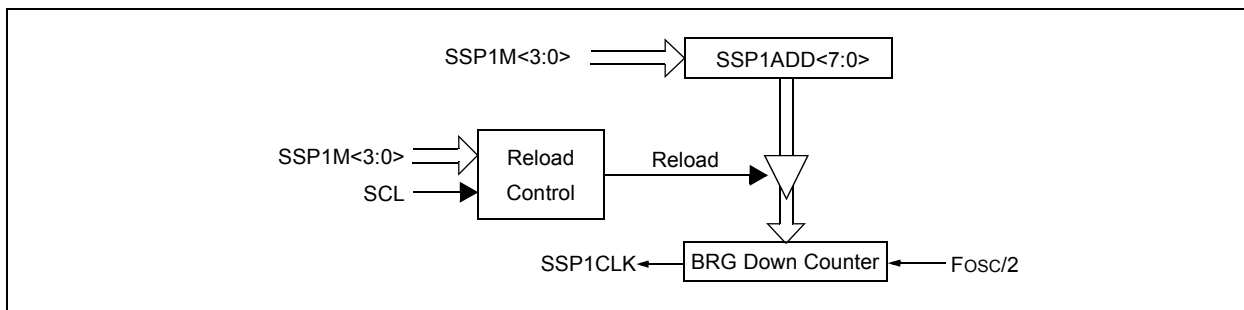 SSP1M<3:0>
SSP1ADD<7:0>
SSP1M<3:0>
SCL
Reload
Control
Reload
SSP1CLK
BRG Down Counter
FOSC/2